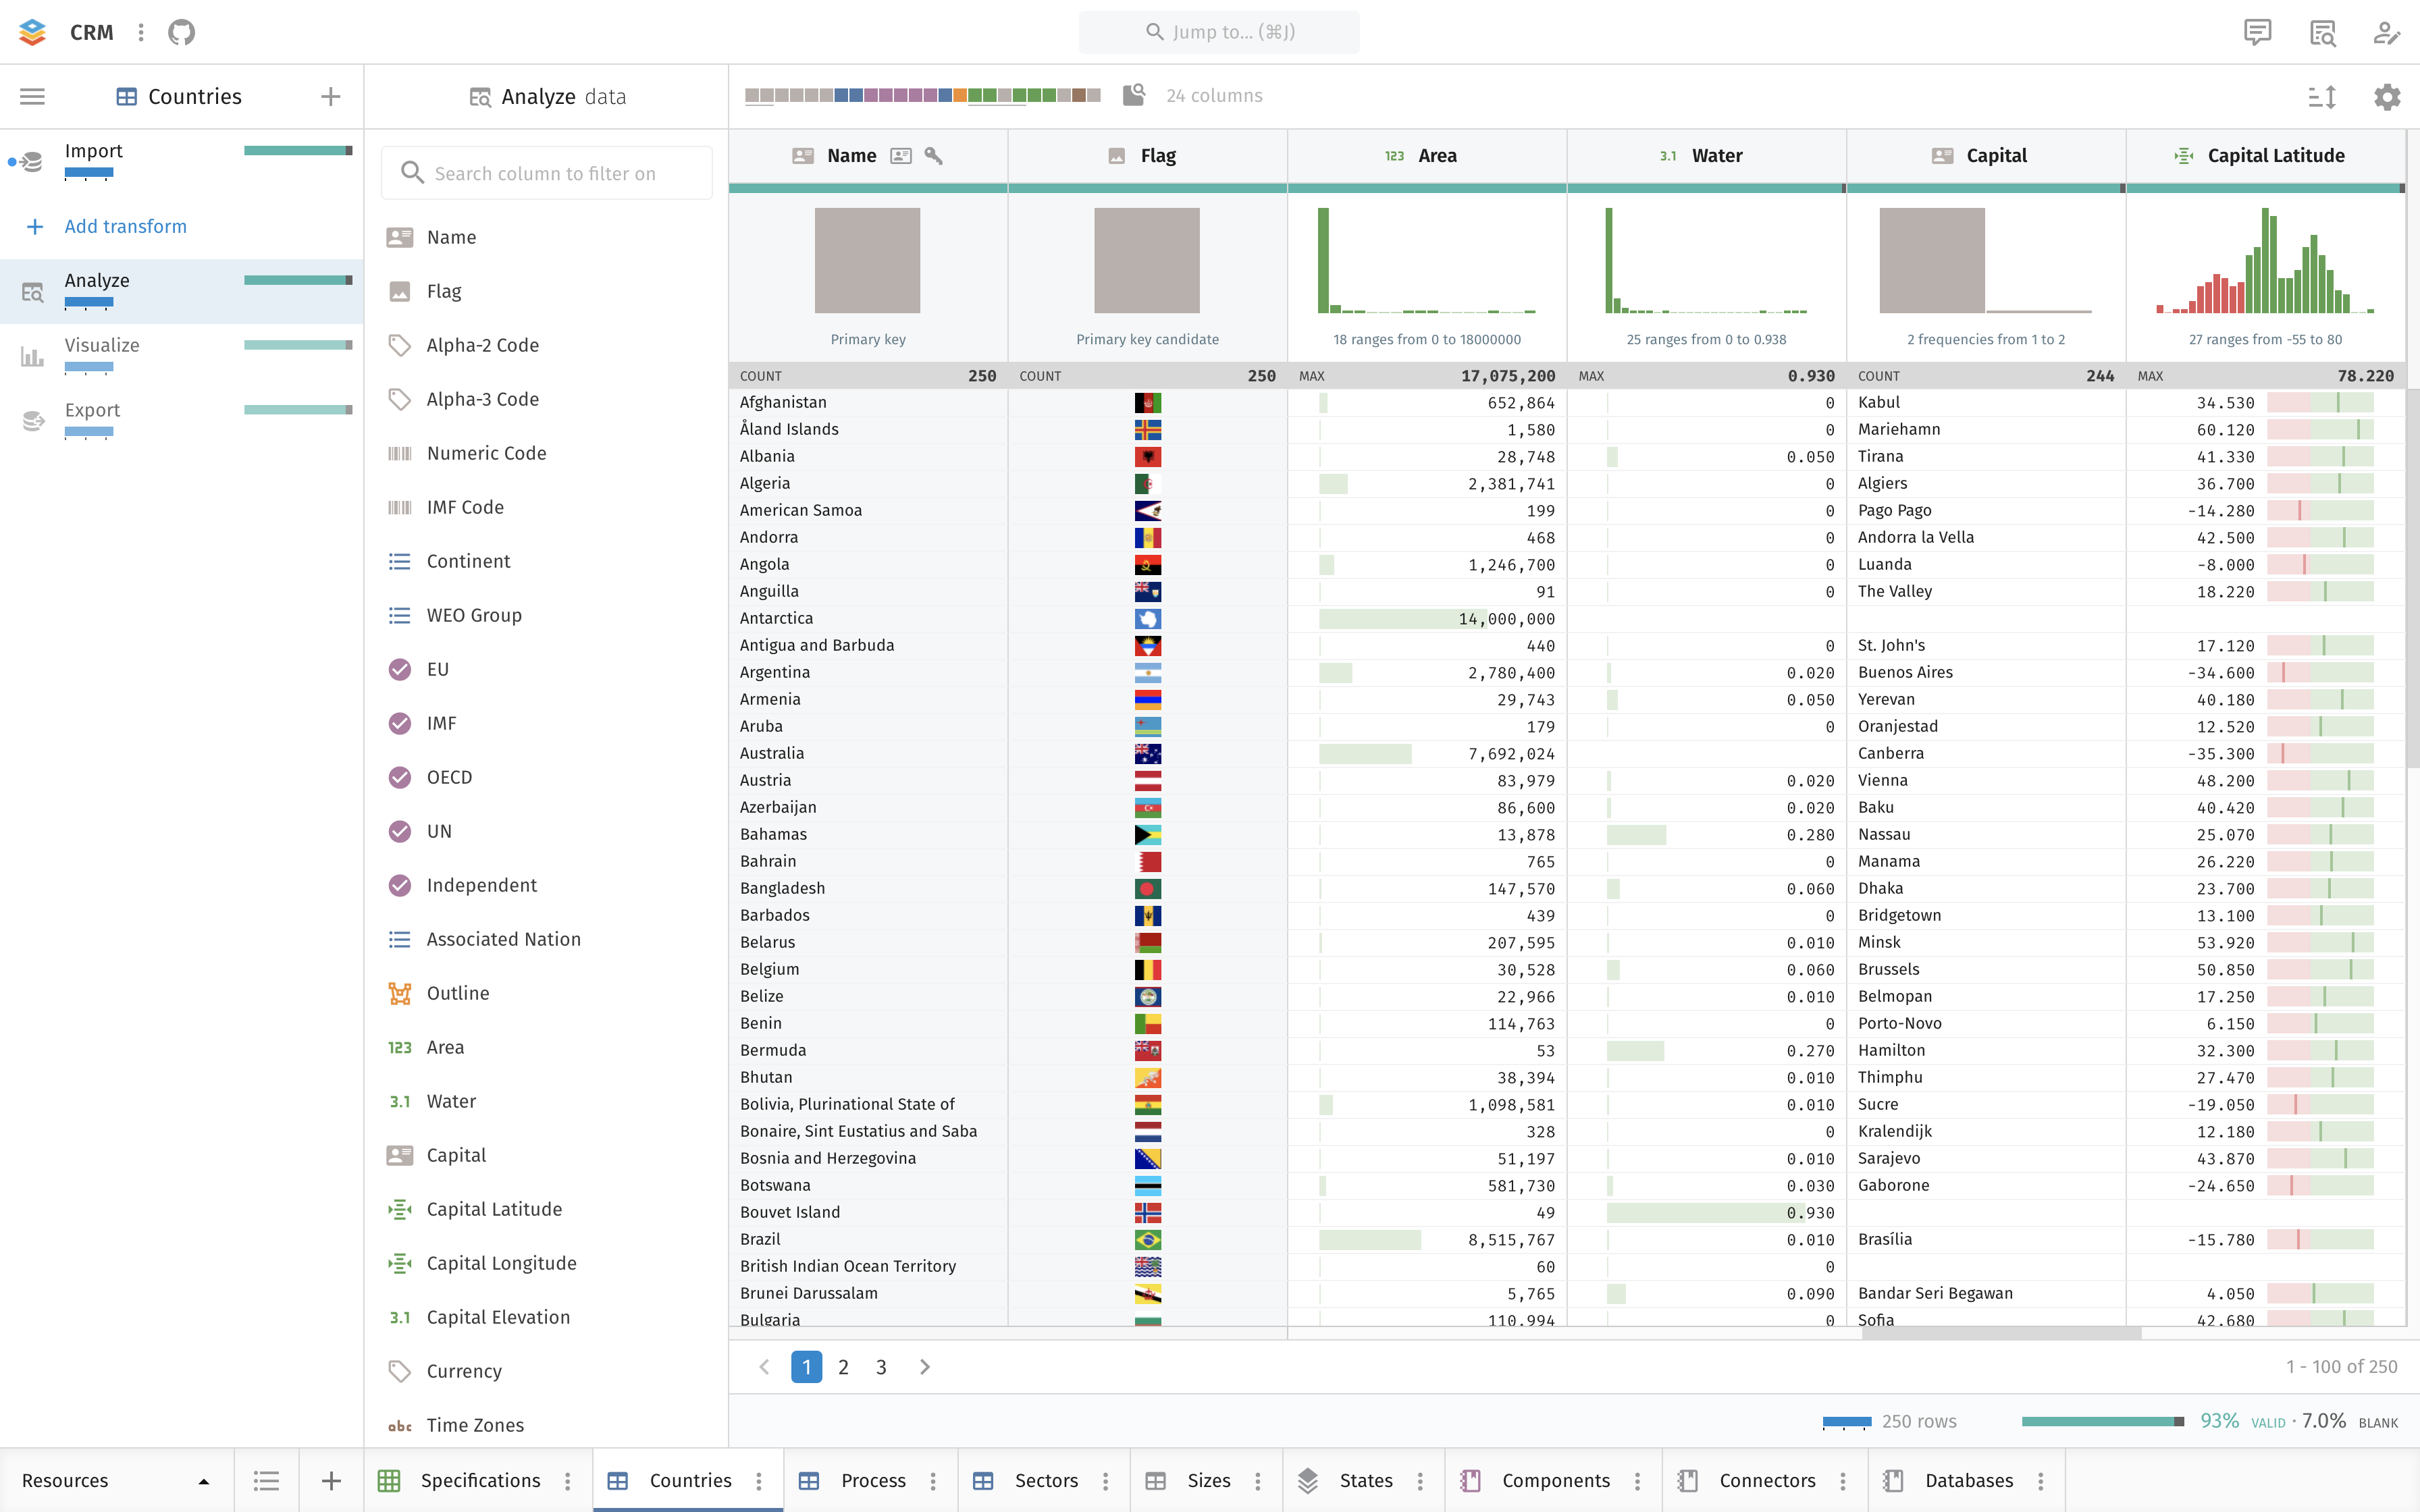 CRM
Jump to... (⌘J)
Countries
Analyze data
24 columns
Import
Add transform
Analyze
Visualize
Export
Search column to filter on
Name
Flag
Alpha-2 Code
Alpha-3 Code
Numeric Code
IMF Code
Continent
WEO Group
EU
IMF
OECD
UN
Independent
Associated Nation
Outline
123 Area
3.1 Water
Capital
Capital Latitude
Capital Longitude
3.1 Capital Elevation
Currency
abc Time Zones
Name Flag 123 Area 3.1 Water Capital Capital Latitude
Primary key Primary key candidate 18 ranges from 0 to 18000000 25 ranges from 0 to 0.938 2 frequencies from 1 to 2 27 ranges from -55 to 80
COUNT 250 COUNT 250 MAX 17,075,200 MAX 0.930 COUNT 244 MAX 78.220
Afghanistan 652,864 0 Kabul 34.530
Åland Islands 1,580 0 Mariehamn 60.120
Albania 28,748 0.050 Tirana 41.330
Algeria 2,381,741 0 Algiers 36.700
American Samoa 199 0 Pago Pago -14.280
Andorra 468 0 Andorra la Vella 42.500
Angola 1,246,700 0 Luanda -8.000
Anguilla 91 0 The Valley 18.220
Antarctica 14,000,000
Antigua and Barbuda 440 0 St. John's 17.120
Argentina 2,780,400 0.020 Buenos Aires -34.600
Armenia 29,743 0.050 Yerevan 40.180
Aruba 179 0 Oranjestad 12.520
Australia 7,692,024 Canberra -35.300
Austria 83,979 0.020 Vienna 48.200
Azerbaijan 86,600 0.020 Baku 40.420
Bahamas 13,878 0.280 Nassau 25.070
Bahrain 765 0 Manama 26.220
Bangladesh 147,570 0.060 Dhaka 23.700
Barbados 439 0 Bridgetown 13.100
Belarus 207,595 0.010 Minsk 53.920
Belgium 30,528 0.060 Brussels 50.850
Belize 22,966 0.010 Belmopan 17.250
Benin 114,763 0 Porto-Novo 6.150
Bermuda 53 0.270 Hamilton 32.300
Bhutan 38,394 0.010 Thimphu 27.470
Bolivia, Plurinational State of 1,098,581 0.010 Sucre -19.050
Bonaire, Sint Eustatius and Saba 328 0 Kralendijk 12.180
Bosnia and Herzegovina 51,197 0.010 Sarajevo 43.870
Botswana 581,730 0.030 Gaborone -24.650
Bouvet Island 49 0.930
Brazil 8,515,767 0.010 Brasília -15.780
British Indian Ocean Territory 60 0
Brunei Darussalam 5,765 0.090 Bandar Seri Begawan 4.050
Bulgaria 110,994 0 Sofia 42.680
1 2 3
1 - 100 of 250
250 rows
93% VALID · 7.0% BLANK
Resources
Specifications
Countries
Process
Sectors
Sizes
States
Components
Connectors
Databases